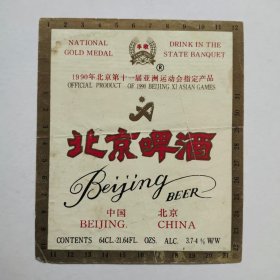 NATIONAL GOLD MEDAL
DRINK IN THE STATE BANQUET
丰收
®
1990年北京第十一届亚洲运动会指定产品
OFFICIAL PRODUCT OF 1990 BEIJING XI ASIAN GAMES
北京啤酒
Beijing BEER
中国 北京
BEIJING, CHINA
CONTENTS 64CL-21.64FL. OZS. ALC. 3.7-4 % W/W